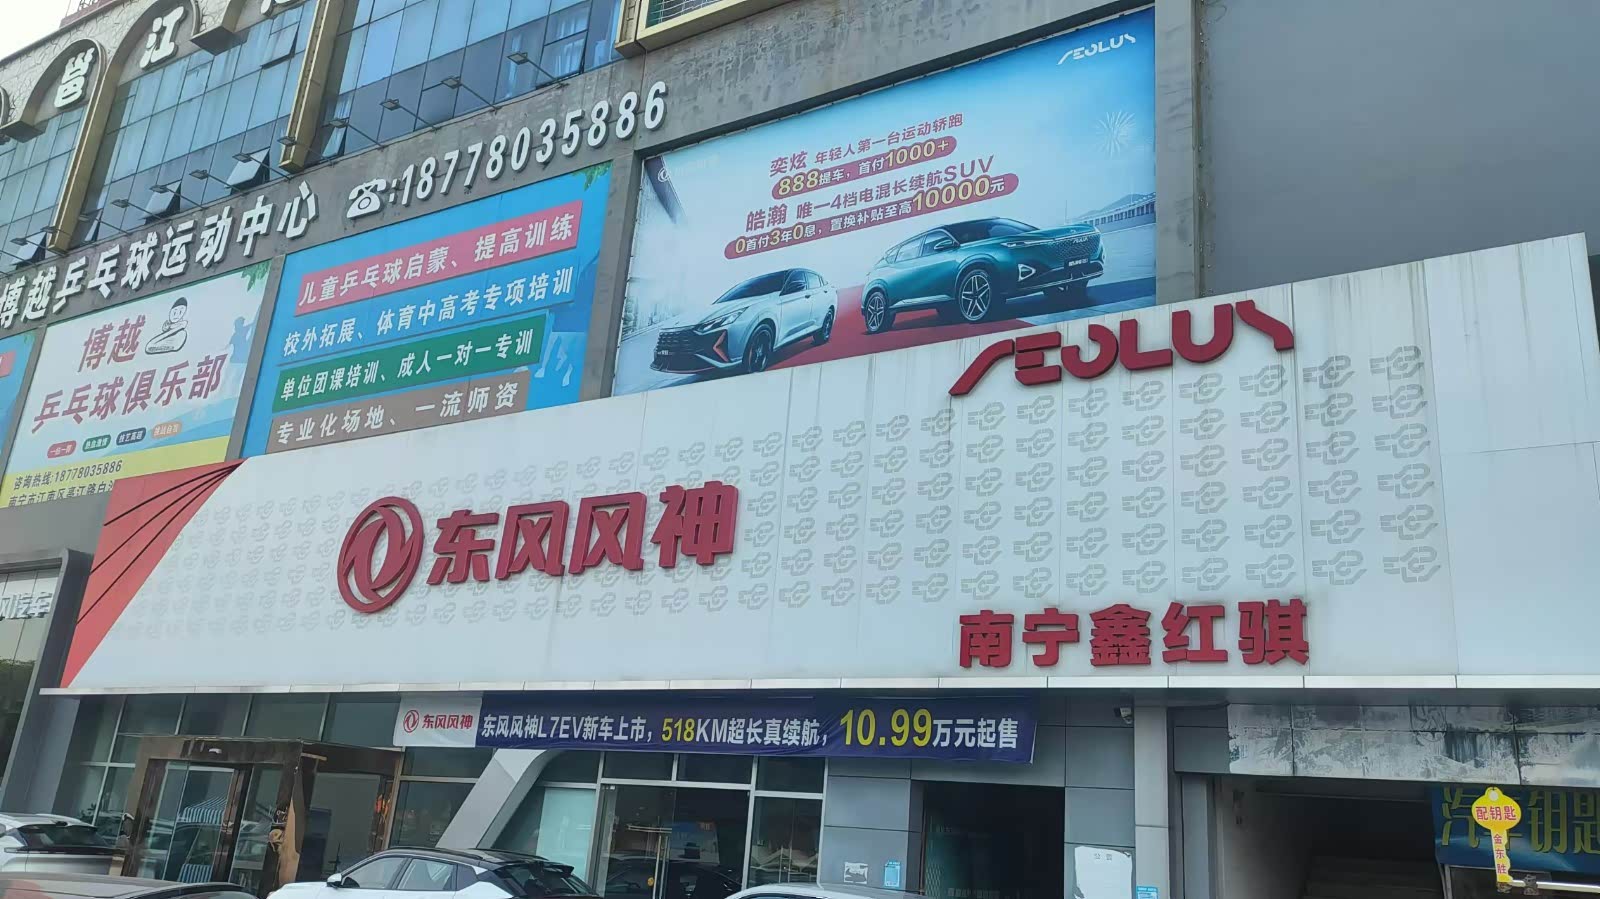 邕江
博越乒乓球运动中心 ☎:18778035886
博越
乒乓球俱乐部
咨询热线:18778035886
儿童乒乓球启蒙、提高训练
校外拓展、体育中高考专项培训
单位团课培训、成人一对一专训
专业化场地、一流师资
AEOLUS
奕炫 年轻人第一台运动轿跑
888提车，首付1000+
皓瀚 唯一4档电混长续航SUV
0首付3年0息，置换补贴至高10000元
AEOLUS
东风风神
南宁鑫红骐
风汽车
东风风神 东风风神L7EV新车上市，518KM超长真续航，10.99万元起售
配钥匙
金东胜
汽车钥匙